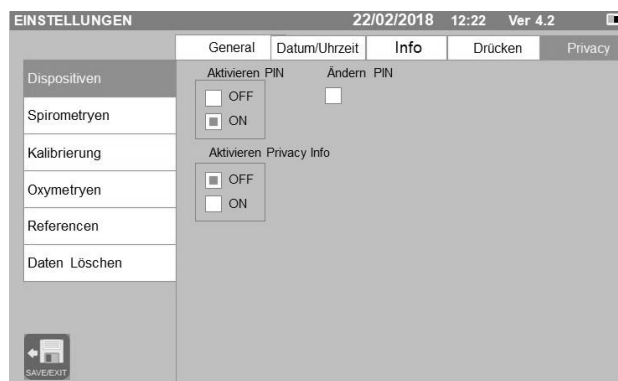 EINSTELLUNGEN 22/02/2018 12:22 Ver 4.2
General Datum/Uhrzeit Info Drücken Privacy
Dispositiven
Spirometryen
Kalibrierung
Oxymetryen
Referencen
Daten Löschen
Aktivieren PIN Ändern PIN
OFF
ON
Aktivieren Privacy Info
OFF
ON
SAVE/EXIT